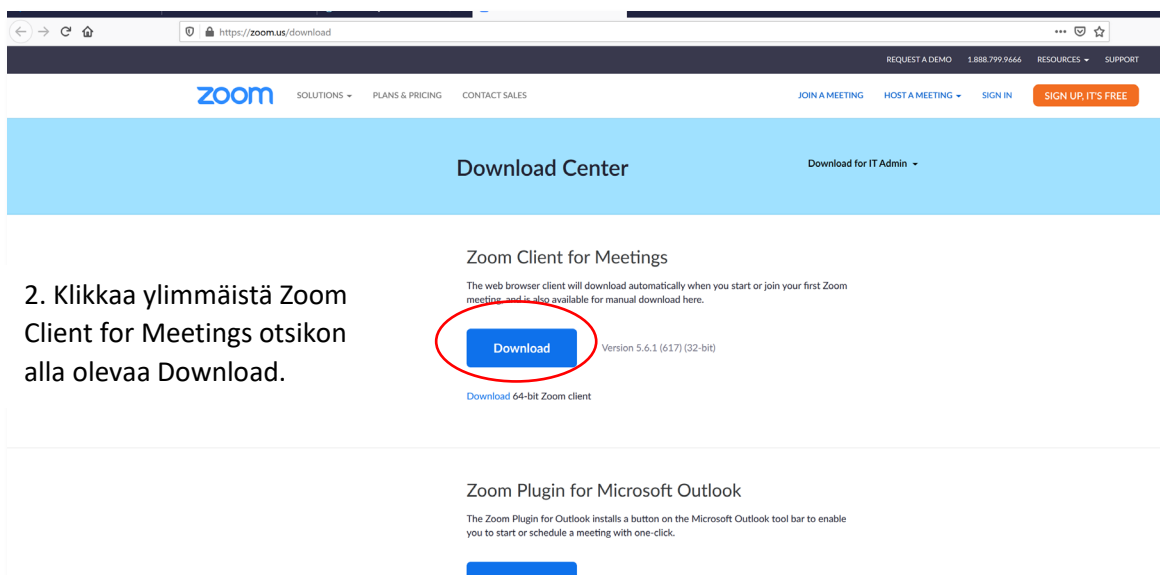 https://zoom.us/download
REQUEST A DEMO 1.888.799.9666 RESOURCES SUPPORT
zoom SOLUTIONS PLANS & PRICING CONTACT SALES JOIN A MEETING HOST A MEETING SIGN IN SIGN UP, IT'S FREE
Download Center
Download for IT Admin
Zoom Client for Meetings
The web browser client will download automatically when you start or join your first Zoom
meeting, and is also available for manual download here.
2. Klikkaa ylimmäistä Zoom
Client for Meetings otsikon
alla olevaa Download.
Download
Version 5.6.1 (617) (32-bit)
Download 64-bit Zoom client
Zoom Plugin for Microsoft Outlook
The Zoom Plugin for Outlook installs a button on the Microsoft Outlook tool bar to enable
you to start or schedule a meeting with one-click.